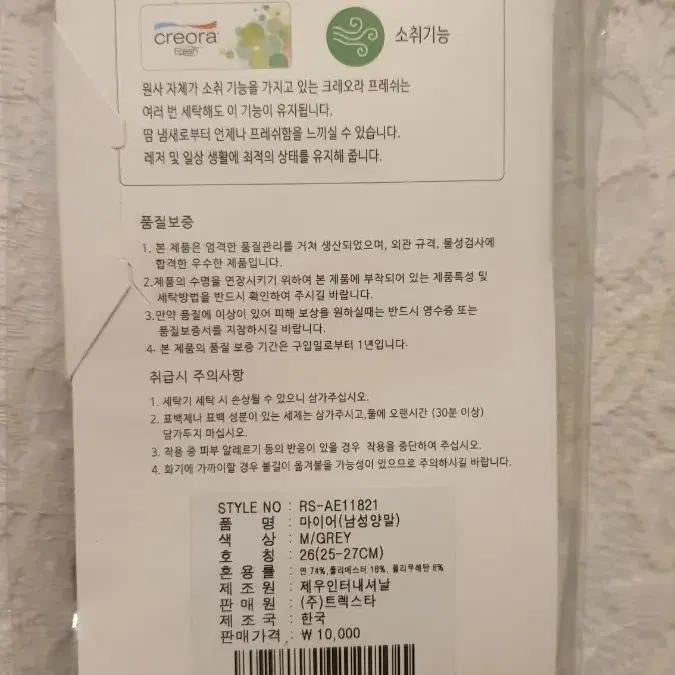 creora
Fresh
소취기능
원사 자체가 소취 기능을 가지고 있는 크레오라 프레쉬는
여러 번 세탁해도 이 기능이 유지됩니다.
땀 냄새로부터 언제나 프레쉬함을 느끼실 수 있습니다.
레저 및 일상 생활에 최적의 상태를 유지해 줍니다.
품질보증
1. 본 제품은 엄격한 품질관리를 거쳐 생산되었으며, 외관 규격, 물성검사에
합격한 우수한 제품입니다.
2.제품의 수명을 연장시키기 위하여 본 제품에 부착되어 있는 제품특성 및
세탁방법을 반드시 확인하여 주시길 바랍니다.
3.만약 품질에 이상이 있어 피해 보상을 원하실때는 반드시 영수증 또는
품질보증서를 지참하시길 바랍니다.
4. 본 제품의 품질 보증 기간은 구입일로부터 1년입니다.
취급시 주의사항
1. 세탁기 세탁 시 손상될 수 있으니 삼가주십시오.
2. 표백제나 표백 성분이 있는 세제는 삼가주시고,물에 오랜시간 (30분 이상)
담가두지 마십시오.
3. 착용 중 피부 알레르기 등의 반응이 있을 경우 착용을 중단하여 주십시오.
4. 화기에 가까이할 경우 불길이 옮겨붙을 가능성이 있으므로 주의하시길 바랍니다.
STYLE NO : RS-AE11821
품 명 : 마이어(남성양말)
색 상 : M/GREY
호 칭 : 26(25-27CM)
혼 용 률 : 면 74%,폴리에스터 18%, 폴리우레탄 8%
제 조 원 : 제우인터내셔날
판 매 원 : (주)트렉스타
제 조 국 : 한국
판매가격 : ₩ 10,000